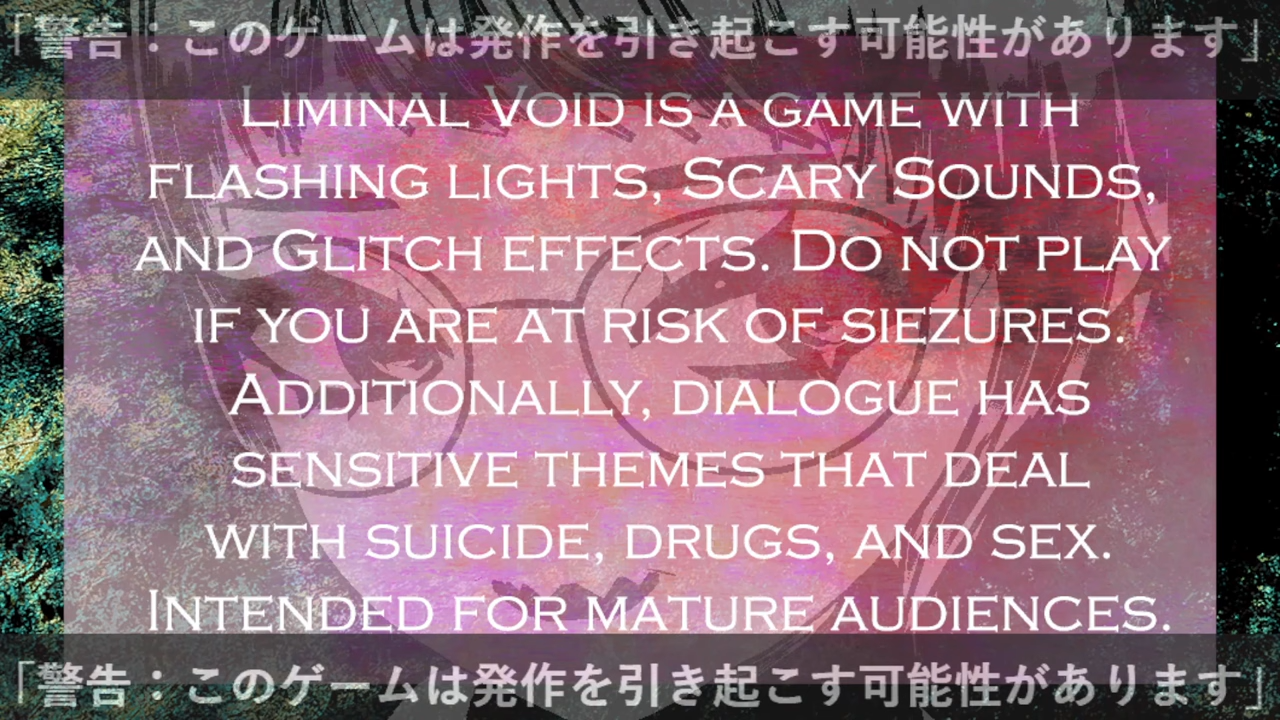 「警告：このゲームは発作を引き起こす可能性があります」
Liminal Void is a game with
flashing lights, Scary Sounds,
and Glitch effects. Do not play
if you are at risk of siezures.
Additionally, dialogue has
sensitive themes that deal
with suicide, drugs, and sex.
Intended for mature audiences.
「警告：このゲームは発作を引き起こす可能性があります」